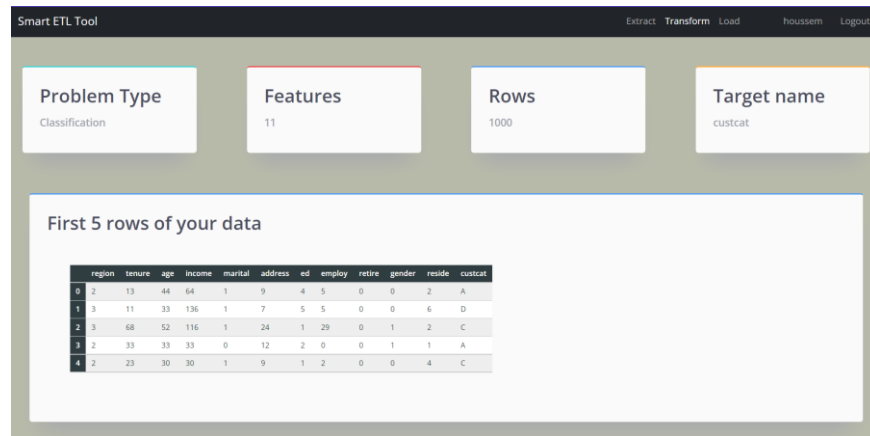 Smart ETL Tool Extract Transform Load houssem Logout
Problem Type Features Rows Target name
Classification 11 1000 custcat
First 5 rows of your data
region tenure age income marital address ed employ retire gender reside custcat
0 2 13 44 64 1 9 4 5 0 0 2 A
1 3 11 33 136 1 7 5 5 0 0 6 D
2 3 68 52 116 1 24 1 29 0 1 2 C
3 2 33 33 33 0 12 2 0 0 1 1 A
4 2 23 30 30 1 9 1 2 0 0 4 C